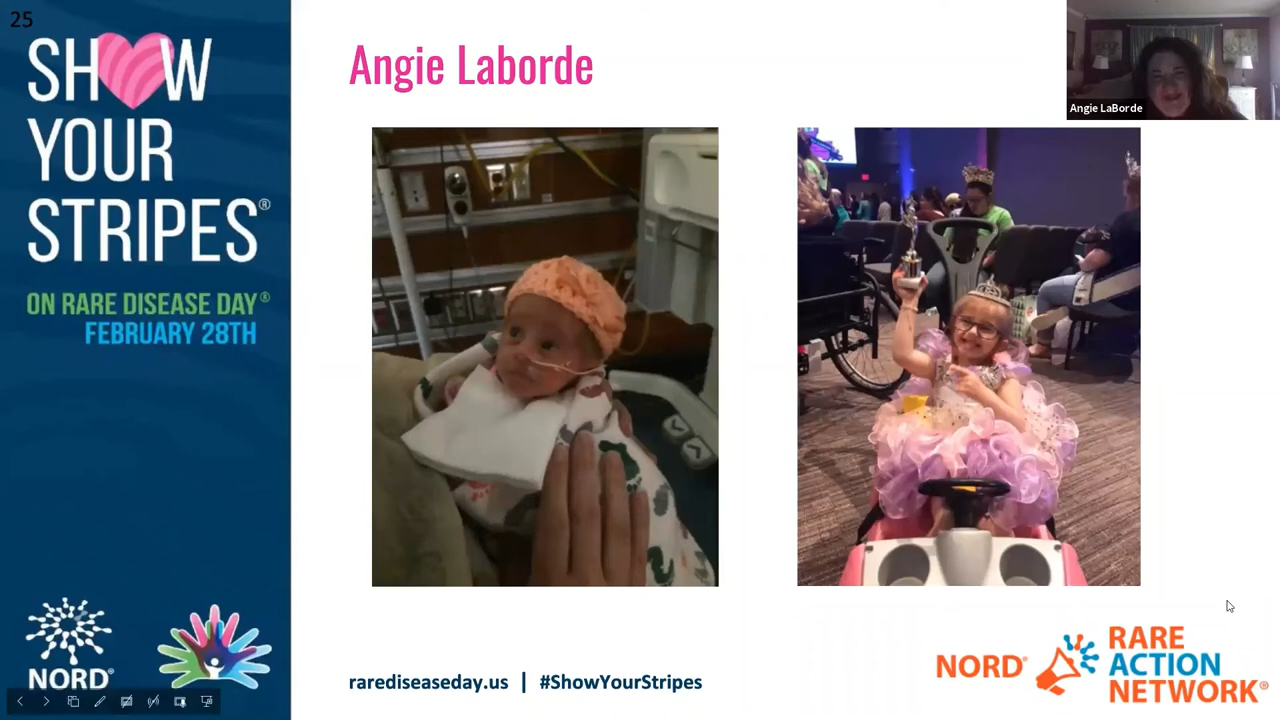 25
SHOW
YOUR
STRIPES®
ON RARE DISEASE DAY®
FEBRUARY 28TH
NORD®
Angie Laborde
Angie LaBorde
rarediseaseday.us | #ShowYourStripes
NORD®
RARE
ACTION
NETWORK®